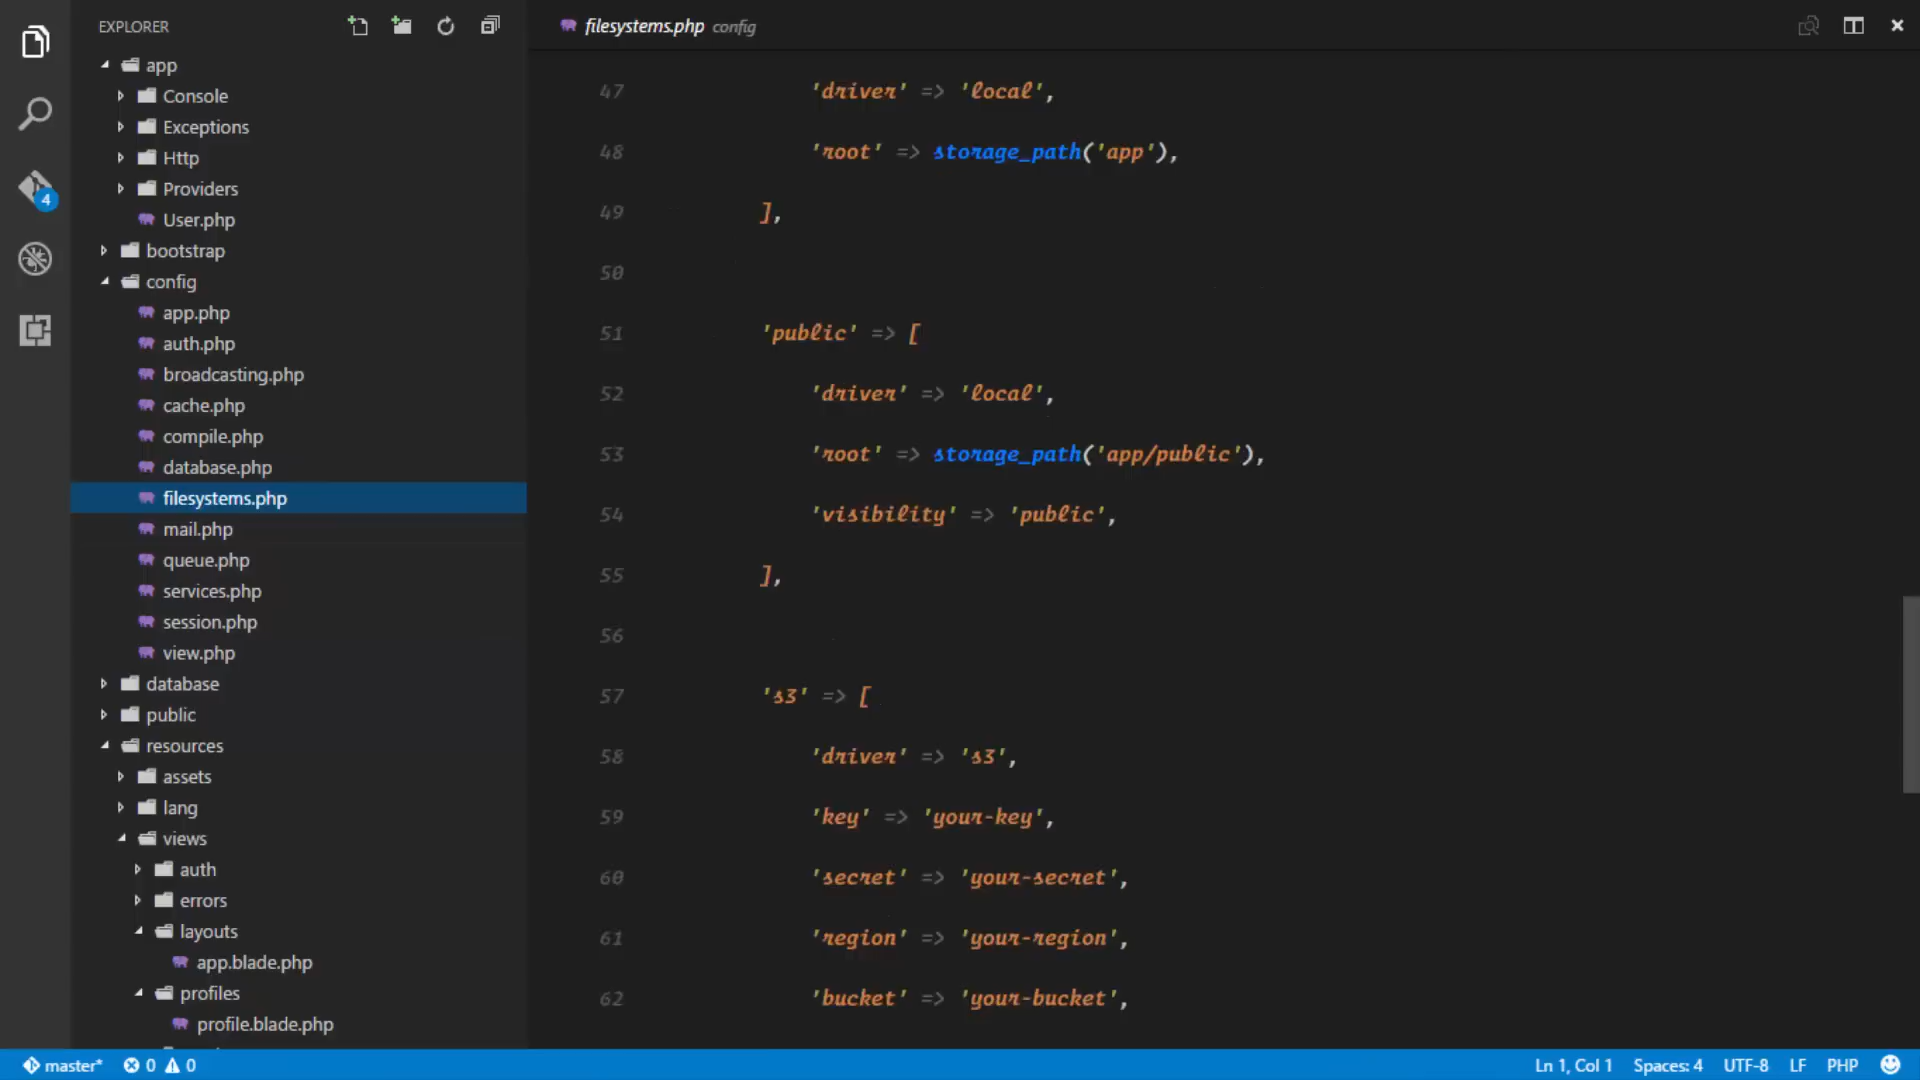 EXPLORER
app
Console
Exceptions
Http
Providers
User.php
bootstrap
config
app.php
auth.php
broadcasting.php
cache.php
compile.php
database.php
filesystems.php
mail.php
queue.php
services.php
session.php
view.php
database
public
resources
assets
lang
views
auth
errors
layouts
app.blade.php
profiles
profile.blade.php
4
filesystems.php config
47 'driver' => 'local',
48 'root' => storage_path('app'),
49 ],
50
51 'public' => [
52 'driver' => 'local',
53 'root' => storage_path('app/public'),
54 'visibility' => 'public',
55 ],
56
57 's3' => [
58 'driver' => 's3',
59 'key' => 'your-key',
60 'secret' => 'your-secret',
61 'region' => 'your-region',
62 'bucket' => 'your-bucket',
master* 0 0 Ln 1, Col 1 Spaces: 4 UTF-8 LF PHP